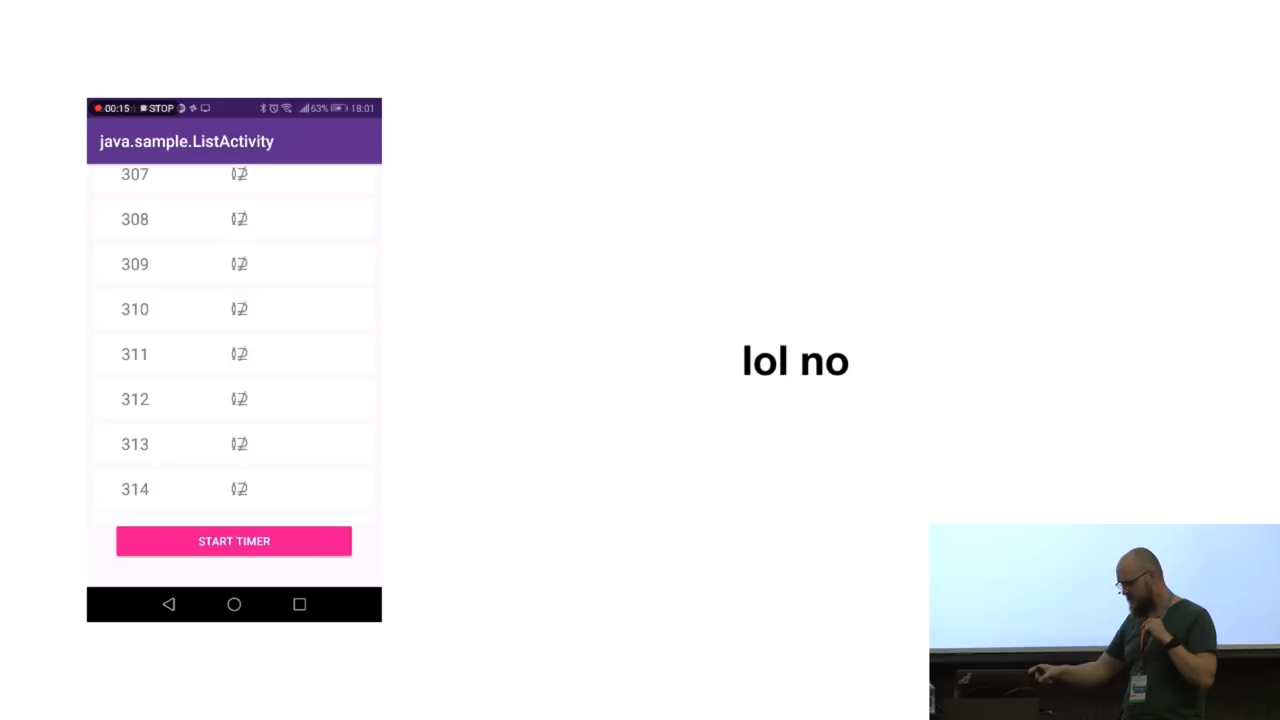 00:15 STOP 63% 18:01
java.sample.ListActivity
307
308
309
310
311
312
313
314
START TIMER
lol no